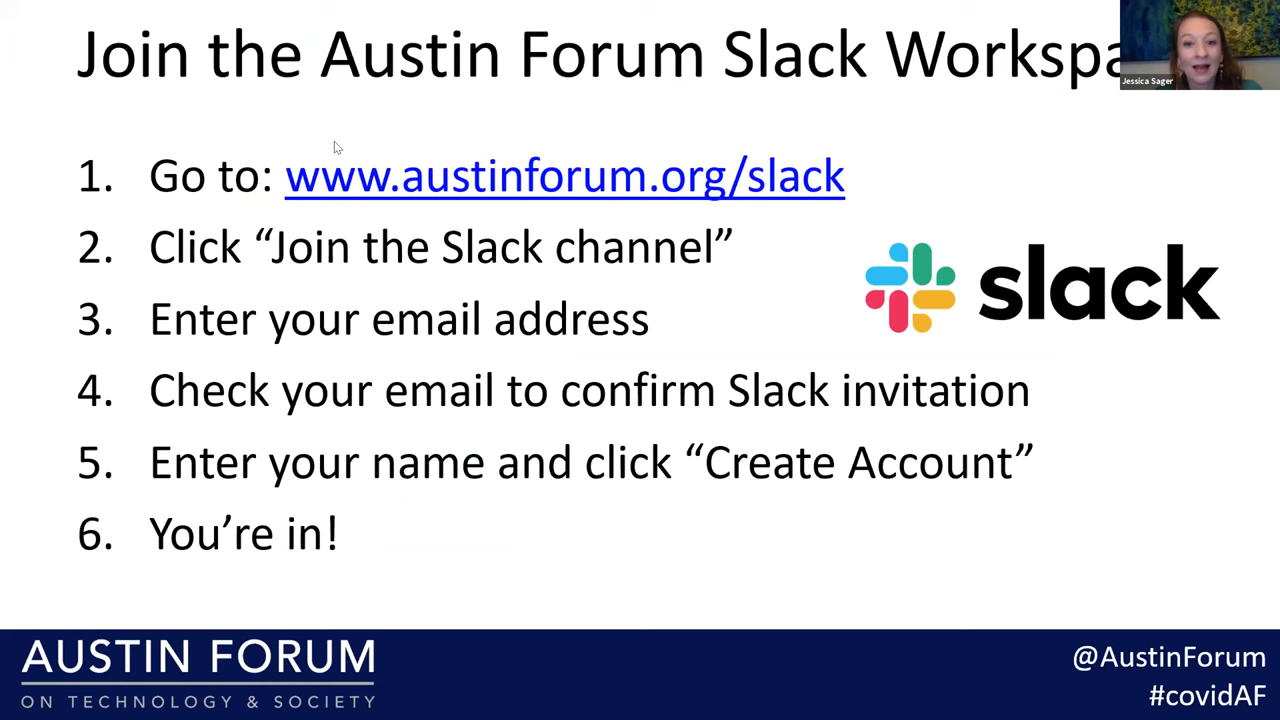 Join the Austin Forum Slack Workspa
Jessica Sager
1. Go to: www.austinforum.org/slack
2. Click “Join the Slack channel”
slack
3. Enter your email address
4. Check your email to confirm Slack invitation
5. Enter your name and click “Create Account”
6. You’re in!
AUSTIN FORUM
ON TECHNOLOGY & SOCIETY
@AustinForum
#covidAF